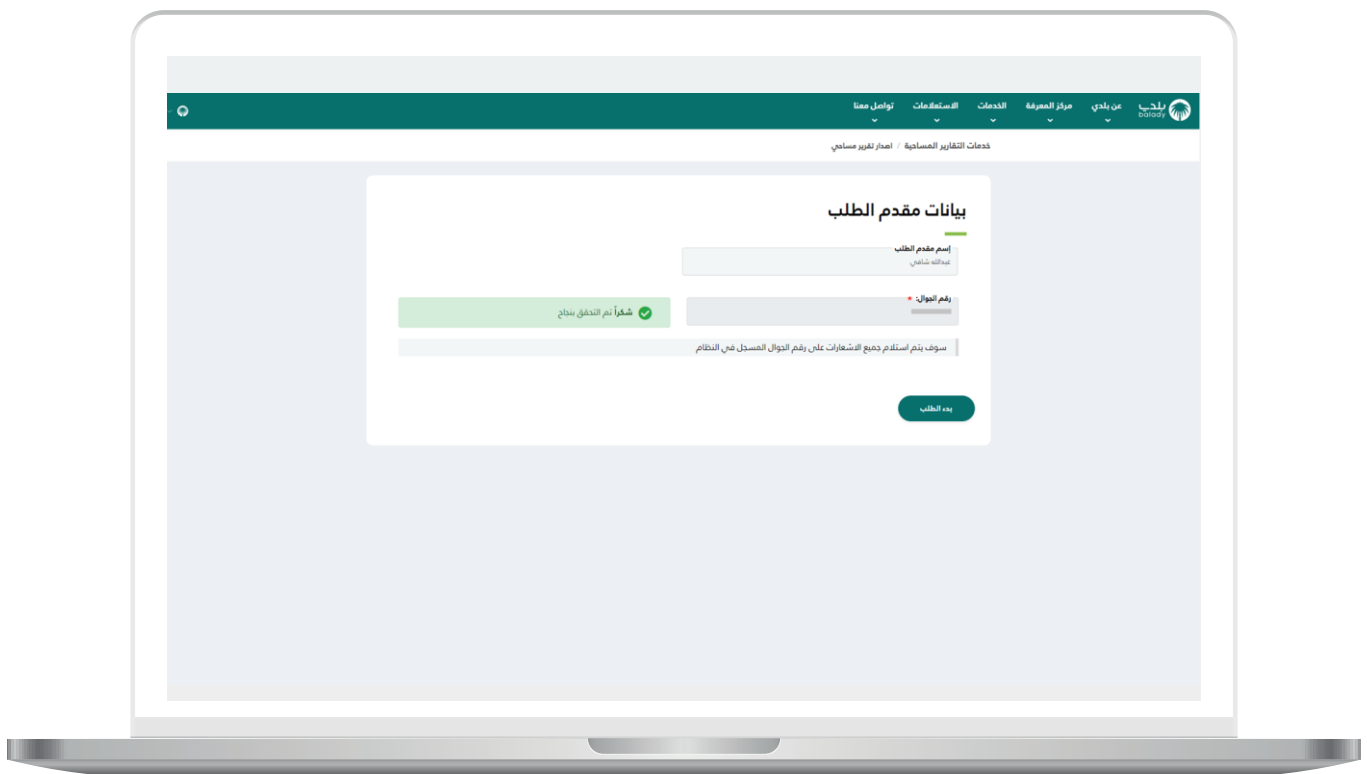 بلدي
balady
عن بلدي
مركز المعرفة
الخدمات
الاستعلامات
تواصل معنا
خدمات التقارير المساحية / اصدار تقرير مساحي
بيانات مقدم الطلب
إسم مقدم الطلب
عبدالله شافي
رقم الجوال: *
شكراً تم التحقق بنجاح
سوف يتم استلام جميع الاشعارات على رقم الجوال المسجل في النظام
بدء الطلب